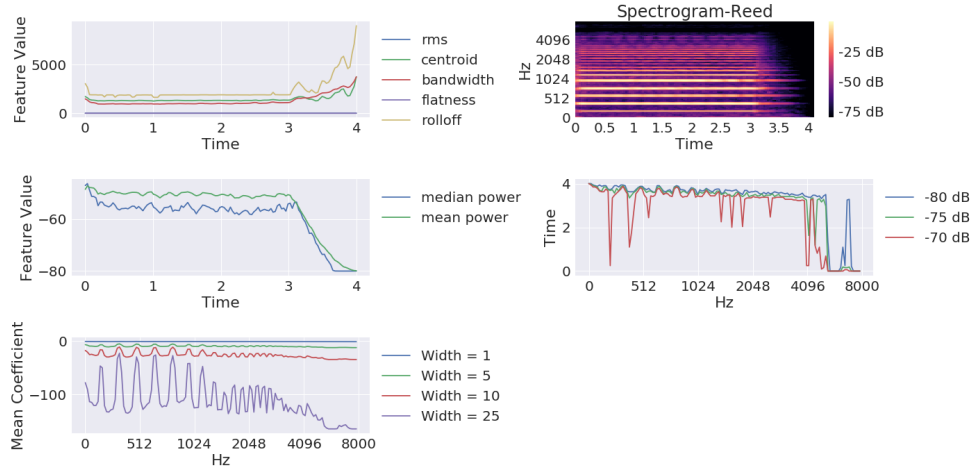 Spectrogram-Reed
Feature Value
5000
0
0
1
2
3
4
Time
rms
centroid
bandwidth
flatness
rolloff
Hz
4096
2048
1024
512
0
0
0.5
1
1.5
2
2.5
3
3.5
4
Time
-25 dB
-50 dB
-75 dB
Feature Value
−60
−80
0
1
2
3
4
Time
median power
mean power
Time
4
2
0
0
512
1024
2048
4096
8000
Hz
-80 dB
-75 dB
-70 dB
Mean Coefficient
0
−100
0
512
1024
2048
4096
8000
Hz
Width = 1
Width = 5
Width = 10
Width = 25